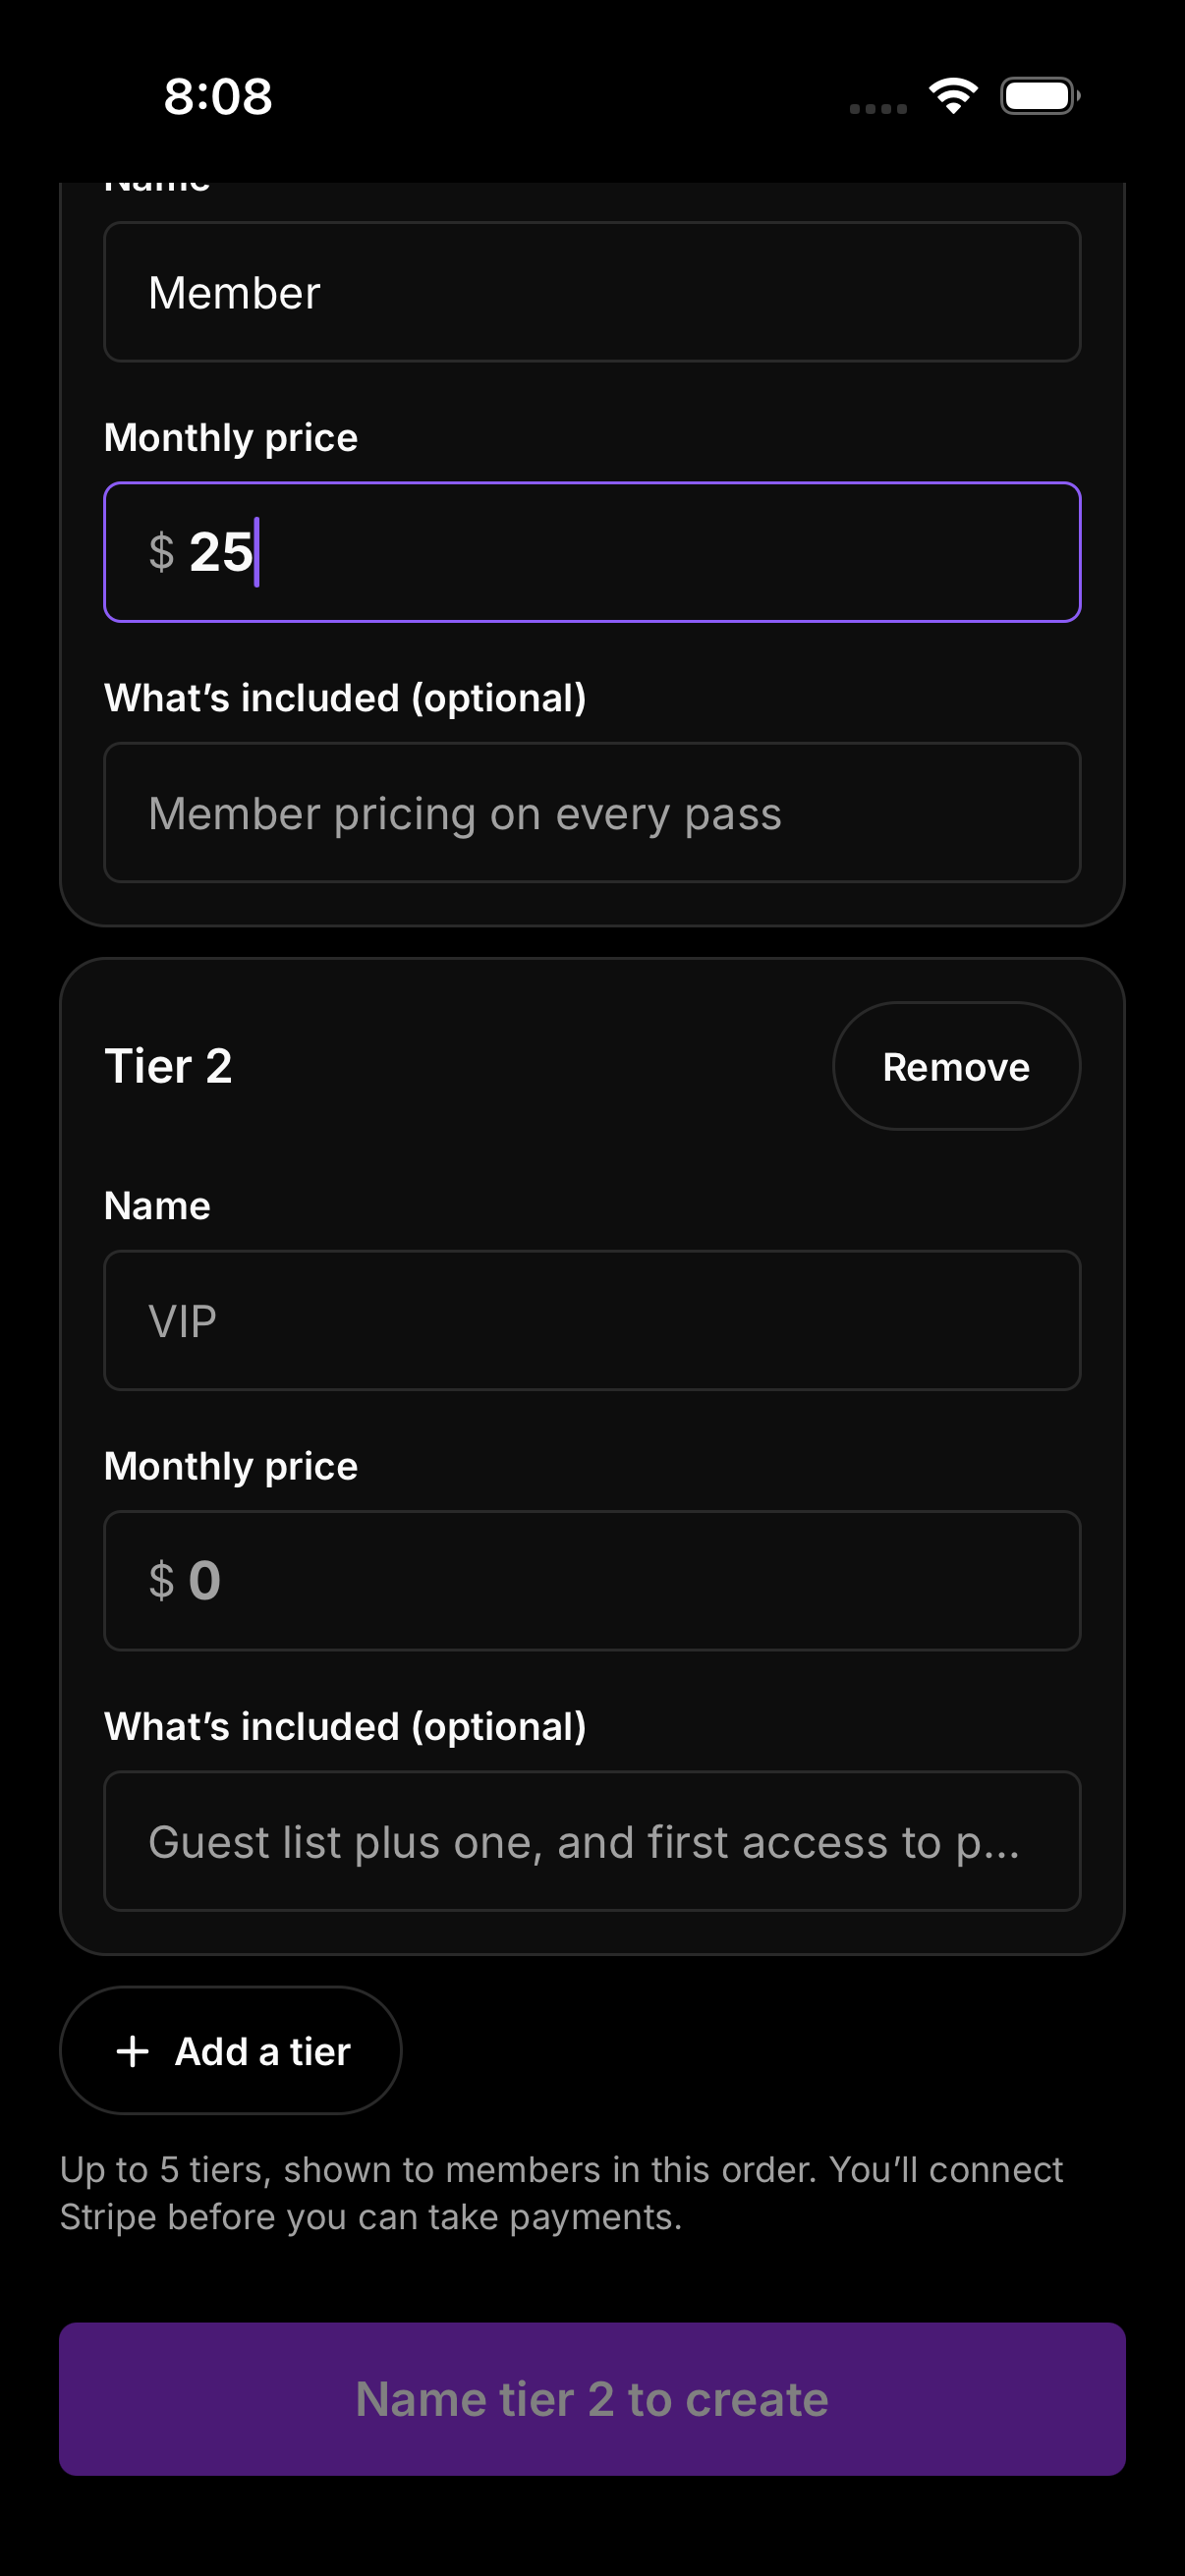 8:08
Name
Member
Monthly price
$ 25
What’s included (optional)
Member pricing on every pass
Tier 2
Remove
Name
VIP
Monthly price
$ 0
What’s included (optional)
Guest list plus one, and first access to p...
+ Add a tier
Up to 5 tiers, shown to members in this order. You’ll connect
Stripe before you can take payments.
Name tier 2 to create